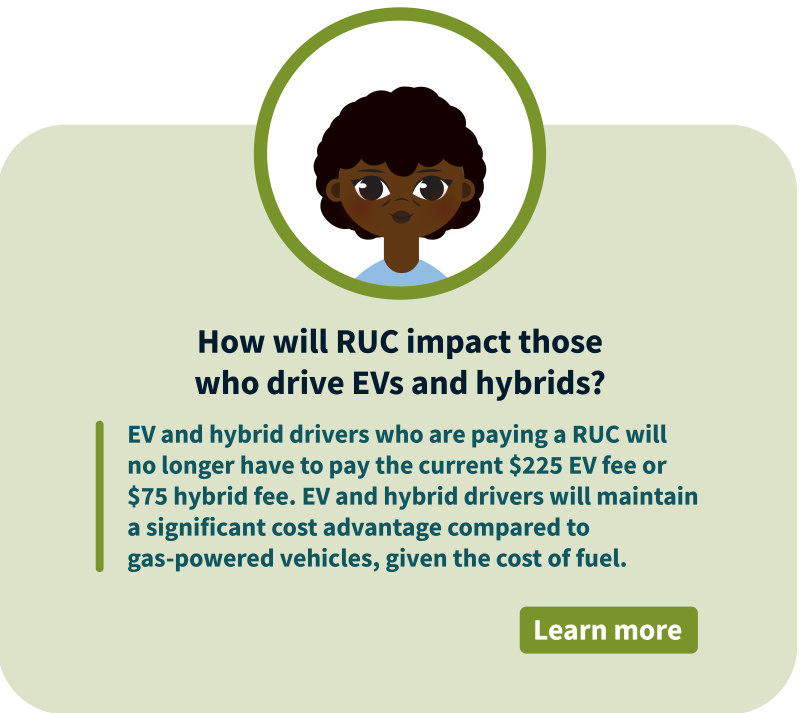 How will RUC impact those
who drive EVs and hybrids?
EV and hybrid drivers who are paying a RUC will
no longer have to pay the current $225 EV fee or
$75 hybrid fee. EV and hybrid drivers will maintain
a significant cost advantage compared to
gas-powered vehicles, given the cost of fuel.
Learn more